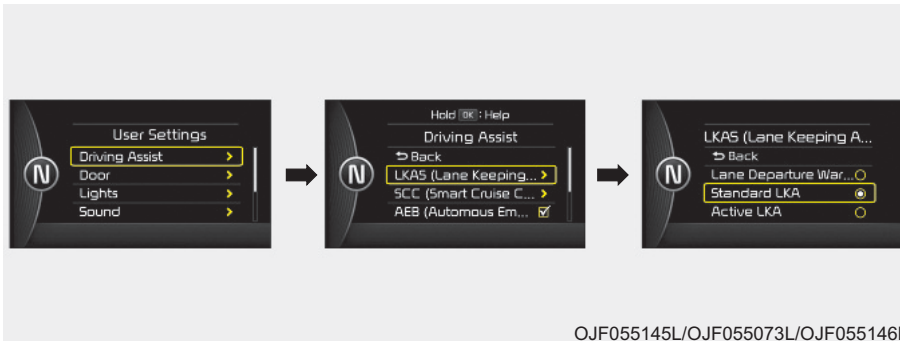 User Settings
Driving Assist >
Door >
Lights >
Sound >
N
Hold OK : Help
Driving Assist
Back
LKAS (Lane Keeping... >
SCC (Smart Cruise C... >
AEB (Automous Em...
N
LKAS (Lane Keeping A...
Back
Lane Departure War...
Standard LKA
Active LKA
N
OJF055145L/OJF055073L/OJF055146